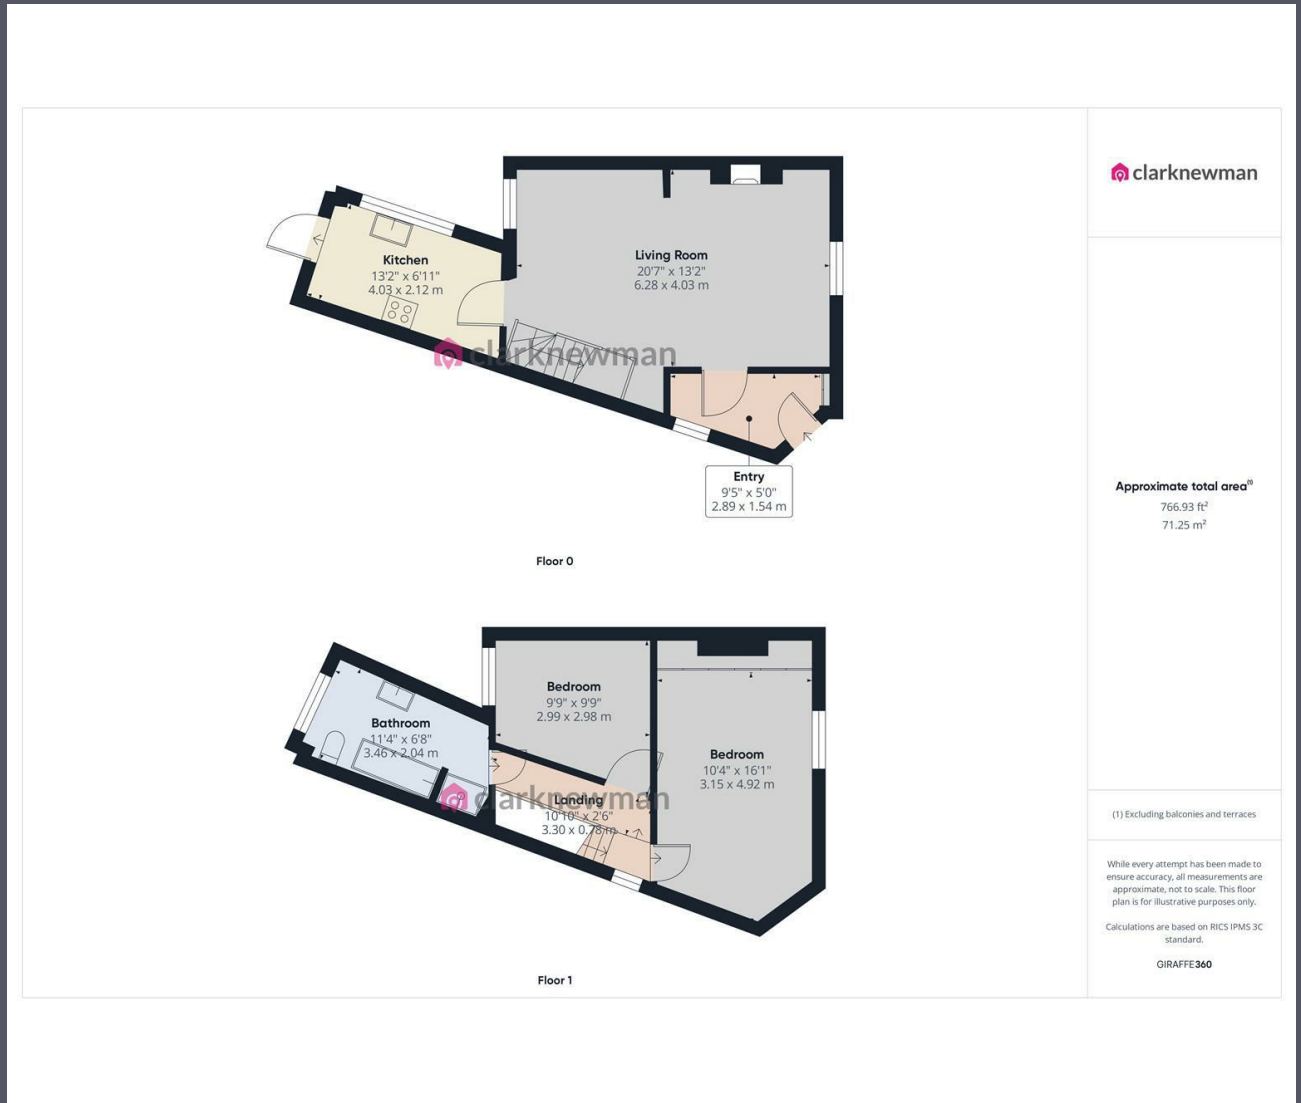 clarknewman
Kitchen
13'2" x 6'11"
4.03 x 2.12 m
Living Room
20'7" x 13'2"
6.28 x 4.03 m
clarknewman
Entry
9'5" x 5'0"
2.89 x 1.54 m
Floor 0
Bedroom
9'9" x 9'9"
2.99 x 2.98 m
Bathroom
11'4" x 6'8"
3.46 x 2.04 m
Bedroom
10'4" x 16'1"
3.15 x 4.92 m
clarknewman
Landing
10'10" x 2'6"
3.30 x 0.78 m
Floor 1
Approximate total area(1)
766.93 ft²
71.25 m²
(1) Excluding balconies and terraces
While every attempt has been made to
ensure accuracy, all measurements are
approximate, not to scale. This floor
plan is for illustrative purposes only.
Calculations are based on RICS IPMS 3C
standard.
GIRAFFE360